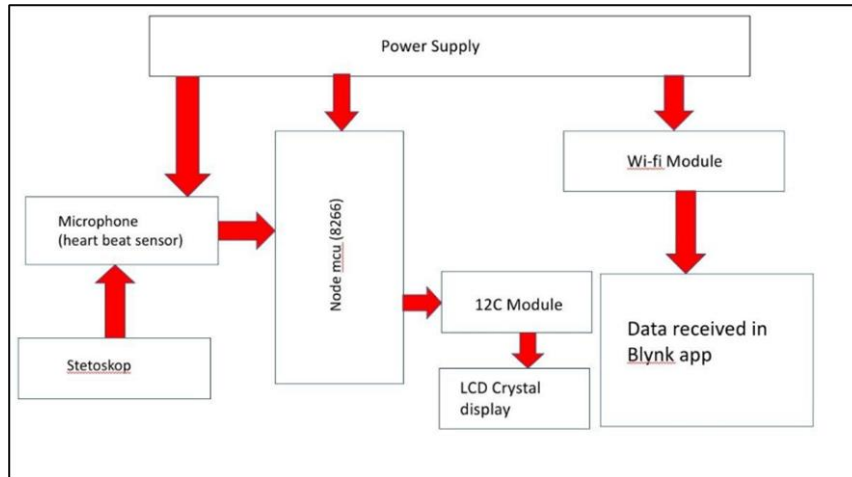 Power Supply
Wi-fi Module
Microphone
(heart beat sensor)
Node mcu (8266)
12C Module
Data received in
Blynk app
Stetoskop
LCD Crystal
display